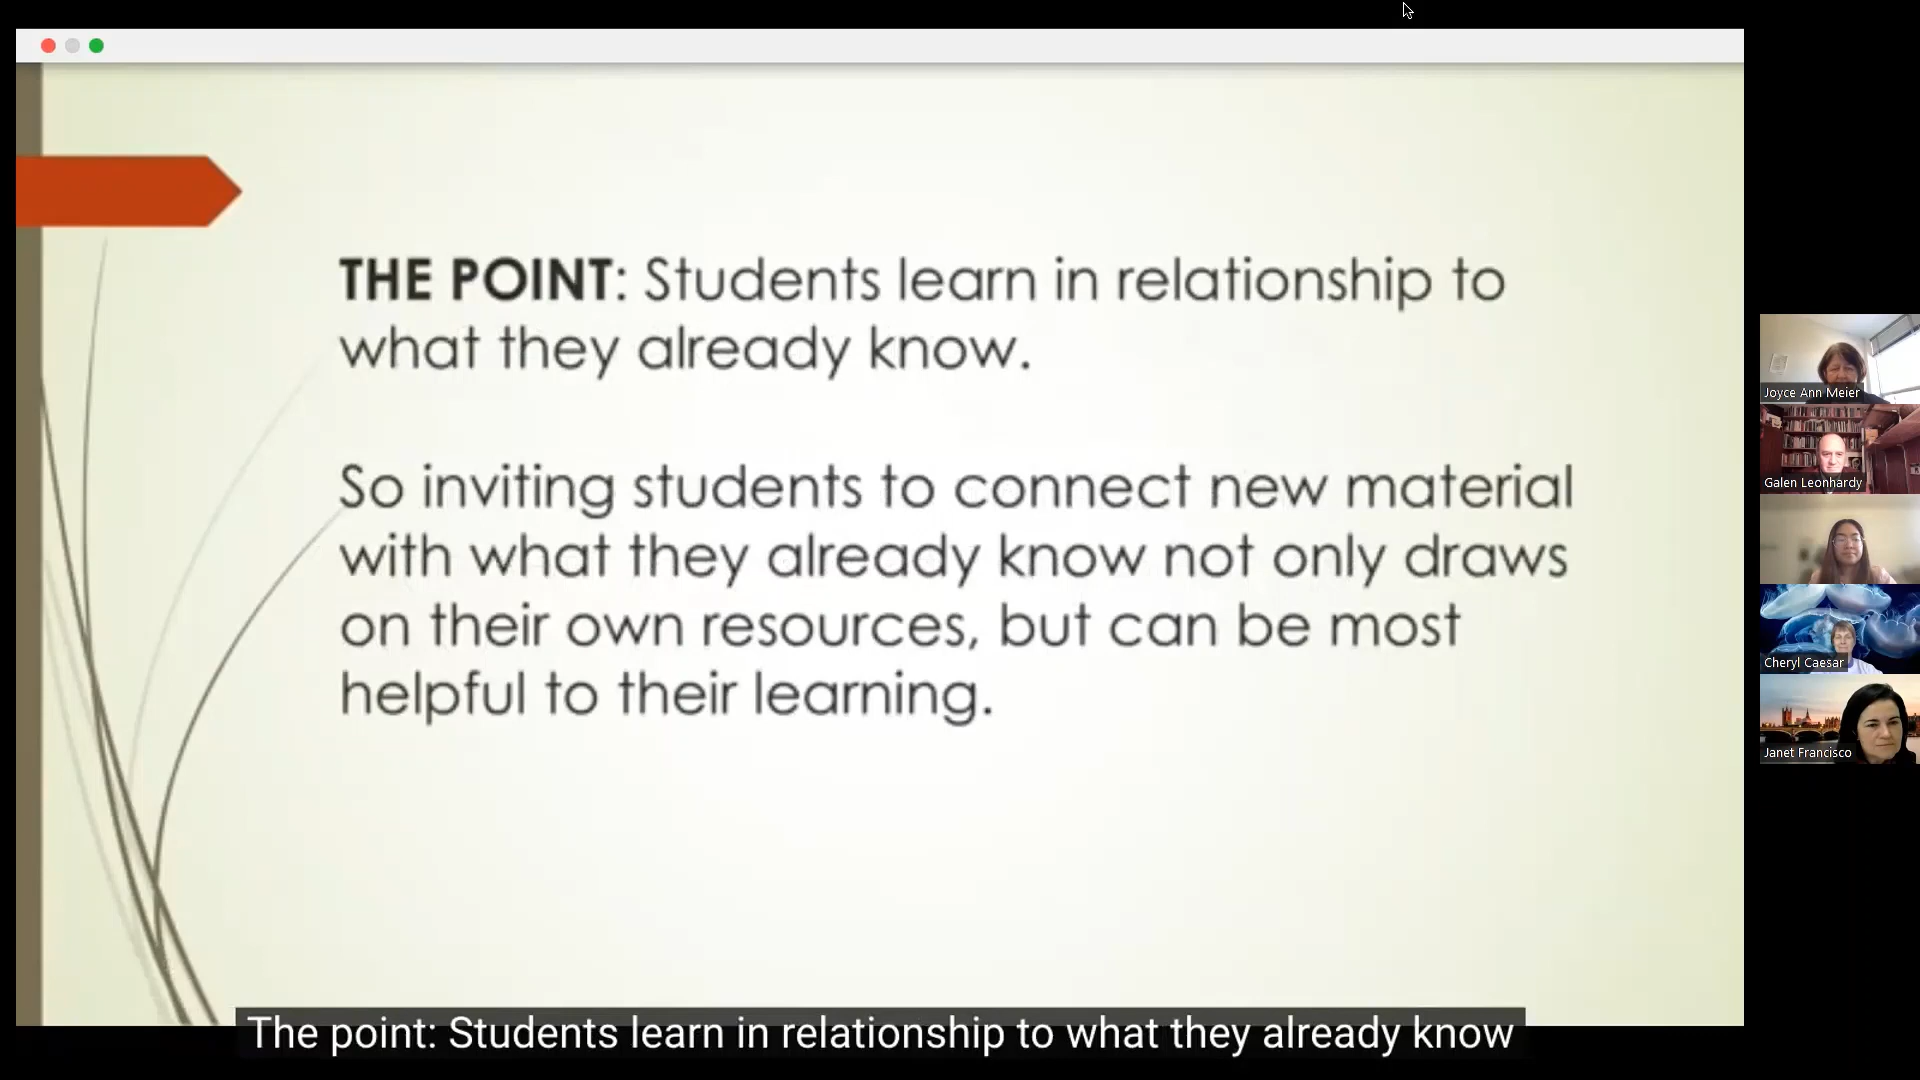 THE POINT: Students learn in relationship to
what they already know.
So inviting students to connect new material
with what they already know not only draws
on their own resources, but can be most
helpful to their learning.
Joyce Ann Meier
Galen Leonhardy
Cheryl Caesar
Janet Francisco
The point: Students learn in relationship to what they already know